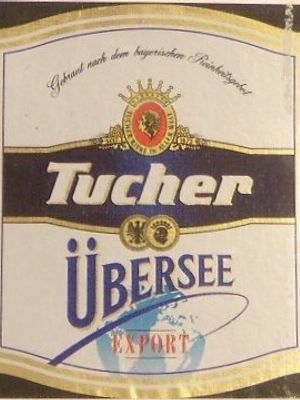 Gebraut nach dem bayerischen Reinheitsgebot
Tucher
ÜBERSEE
EXPORT